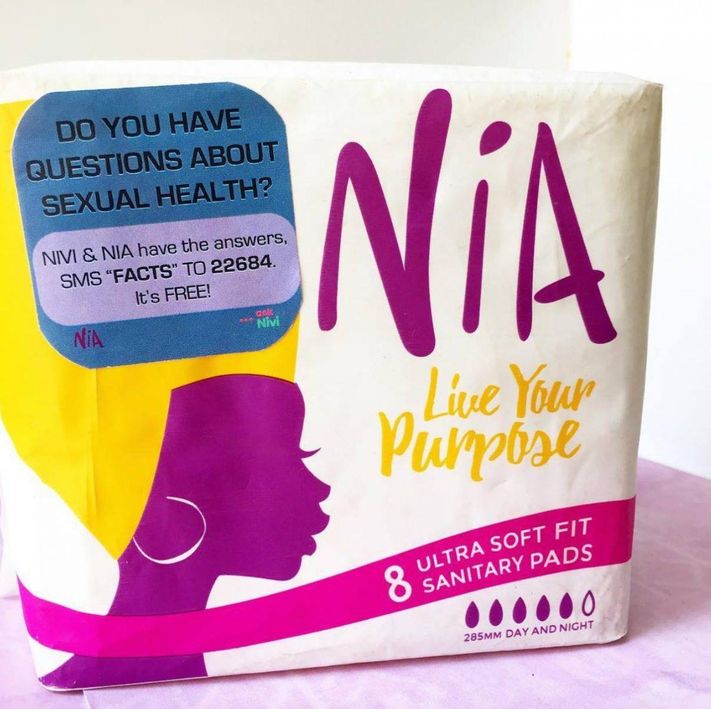 DO YOU HAVE
QUESTIONS ABOUT
SEXUAL HEALTH?
NIVI & NIA have the answers,
SMS "FACTS" TO 22684.
It's FREE!
NiA
ask
Nivi
NiA
Live Your
Purpose
8 ULTRA SOFT FIT
SANITARY PADS
285MM DAY AND NIGHT